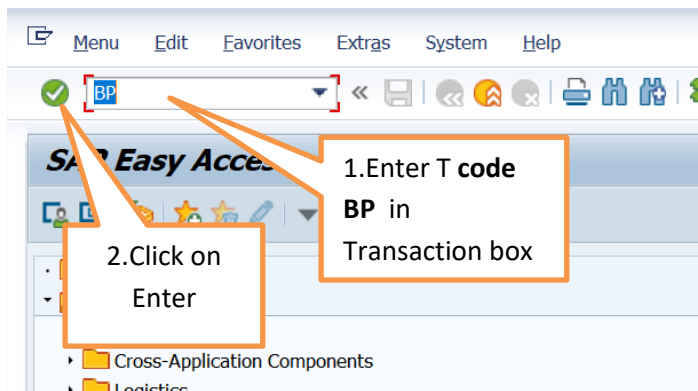 Menu Edit Favorites Extras System Help
BP
SAP Easy Access
1.Enter T code
BP in
Transaction box
2.Click on
Enter
Cross-Application Components
Logistics